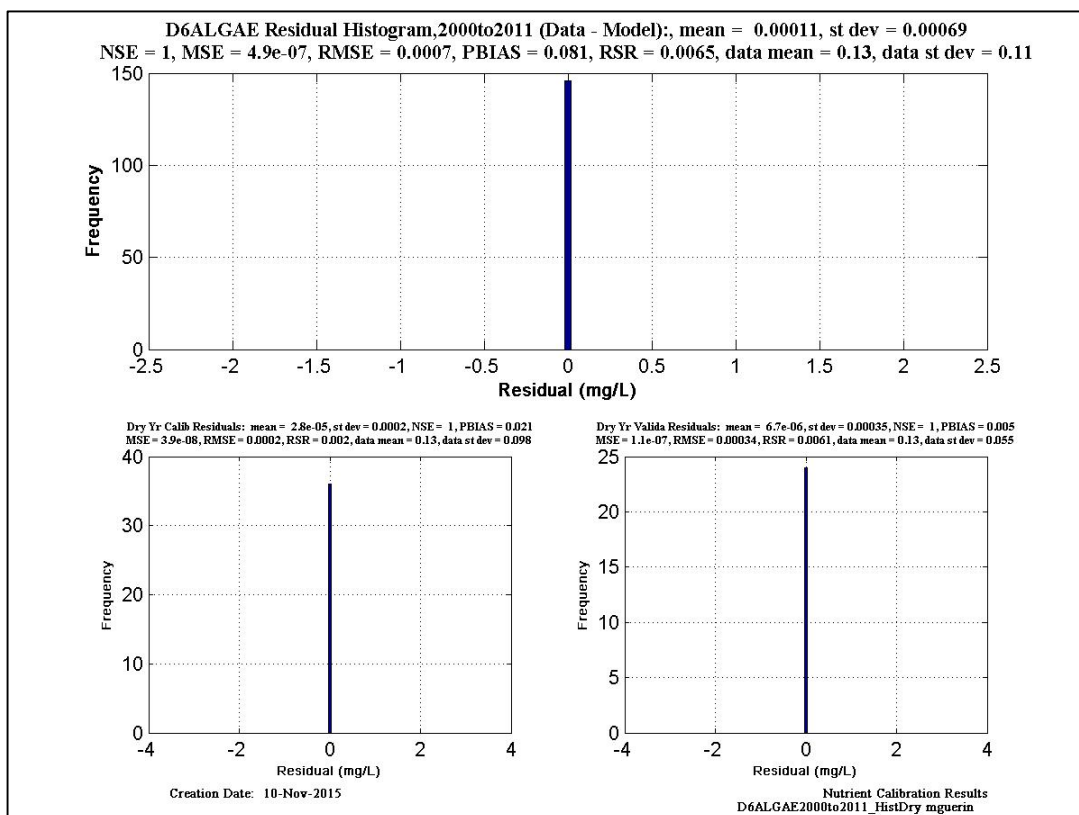 D6ALGAE Residual Histogram,2000to2011 (Data - Model):, mean =  0.00011, st dev = 0.00069
NSE = 1, MSE = 4.9e-07, RMSE = 0.0007, PBIAS = 0.081, RSR = 0.0065, data mean = 0.13, data st dev = 0.11
150
100
50
0
Frequency
-2.5 -2 -1.5 -1 -0.5 0 0.5 1 1.5 2 2.5
Residual (mg/L)
Dry Yr Calib Residuals:  mean =  2.8e-05, st dev = 0.0002, NSE = 1, PBIAS = 0.021
MSE = 3.9e-08, RMSE = 0.0002, RSR = 0.002, data mean = 0.13, data st dev = 0.098
40
30
20
10
0
Frequency
-4 -2 0 2 4
Residual (mg/L)
Dry Yr Valida Residuals:  mean =  6.7e-06, st dev = 0.00035, NSE = 1, PBIAS = 0.005
MSE = 1.1e-07, RMSE = 0.00034, RSR = 0.0061, data mean = 0.13, data st dev = 0.055
25
20
15
10
5
0
Frequency
-4 -2 0 2 4
Residual (mg/L)
Creation Date:  10-Nov-2015
Nutrient Calibration Results
D6ALGAE2000to2011_HistDry mguerin